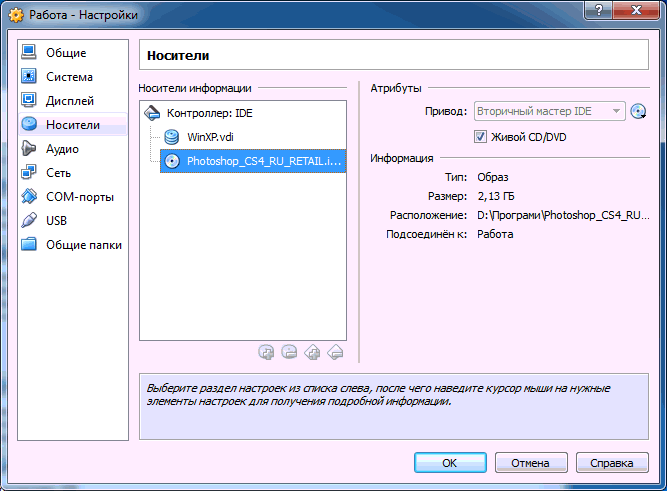 Работа - Настройки
Общие
Система
Дисплей
Носители
Аудио
Сеть
COM-порты
USB
Общие папки
Носители
Носители информации
Контроллер: IDE
WinXP.vdi
Photoshop_CS4_RU_RETAIL.i...
Атрибуты
Привод: Вторичный мастер IDE
Живой CD/DVD
Информация
Тип: Образ
Размер: 2,13 ГБ
Расположение: D:\Програми\Photoshop_CS4_RU...
Подсоединён к: Работа
Выберите раздел настроек из списка слева, после чего наведите курсор мыши на нужные
элементы настроек для получения подробной информации.
OK
Отмена
Справка